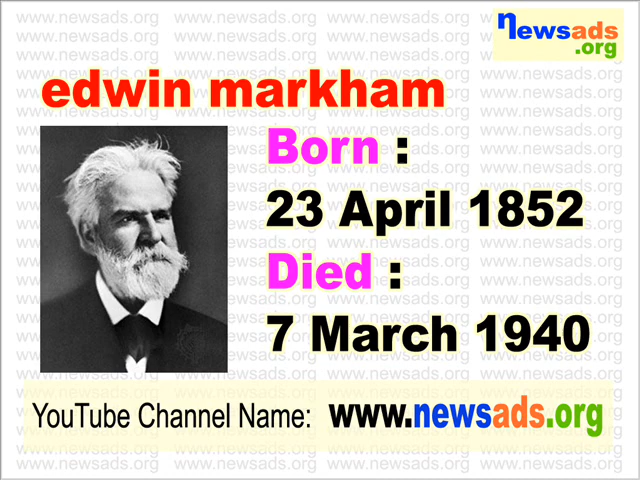 newsads
.org
edwin markham
Born :
23 April 1852
Died :
7 March 1940
YouTube Channel Name: www.newsads.org